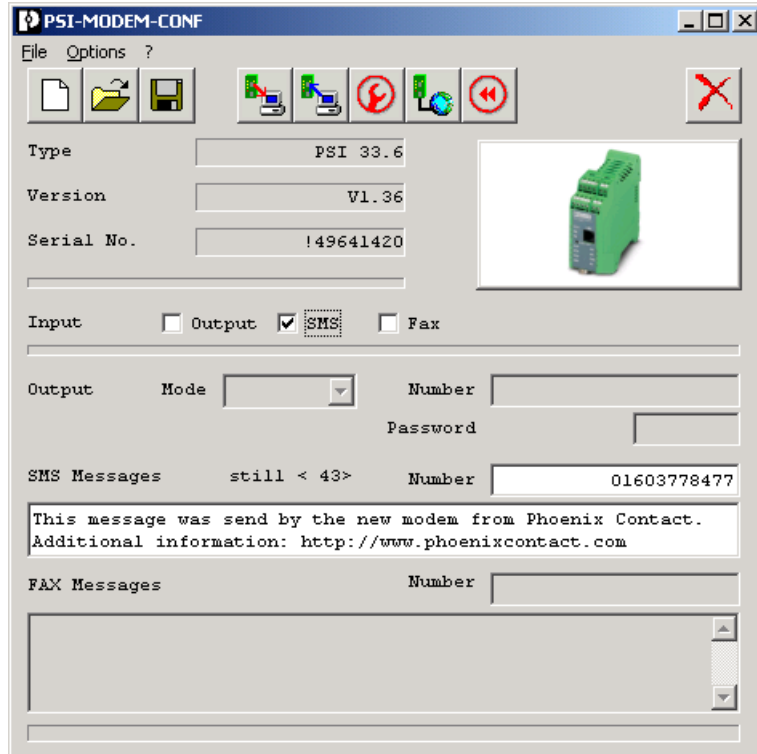 PSI-MODEM-CONF
File Options ?
Type PSI 33.6
Version V1.36
Serial No. !49641420
Input Output SMS Fax
Output Mode Number
Password
SMS Messages still < 43> Number 01603778477
This message was send by the new modem from Phoenix Contact.
Additional information: http://www.phoenixcontact.com
FAX Messages Number